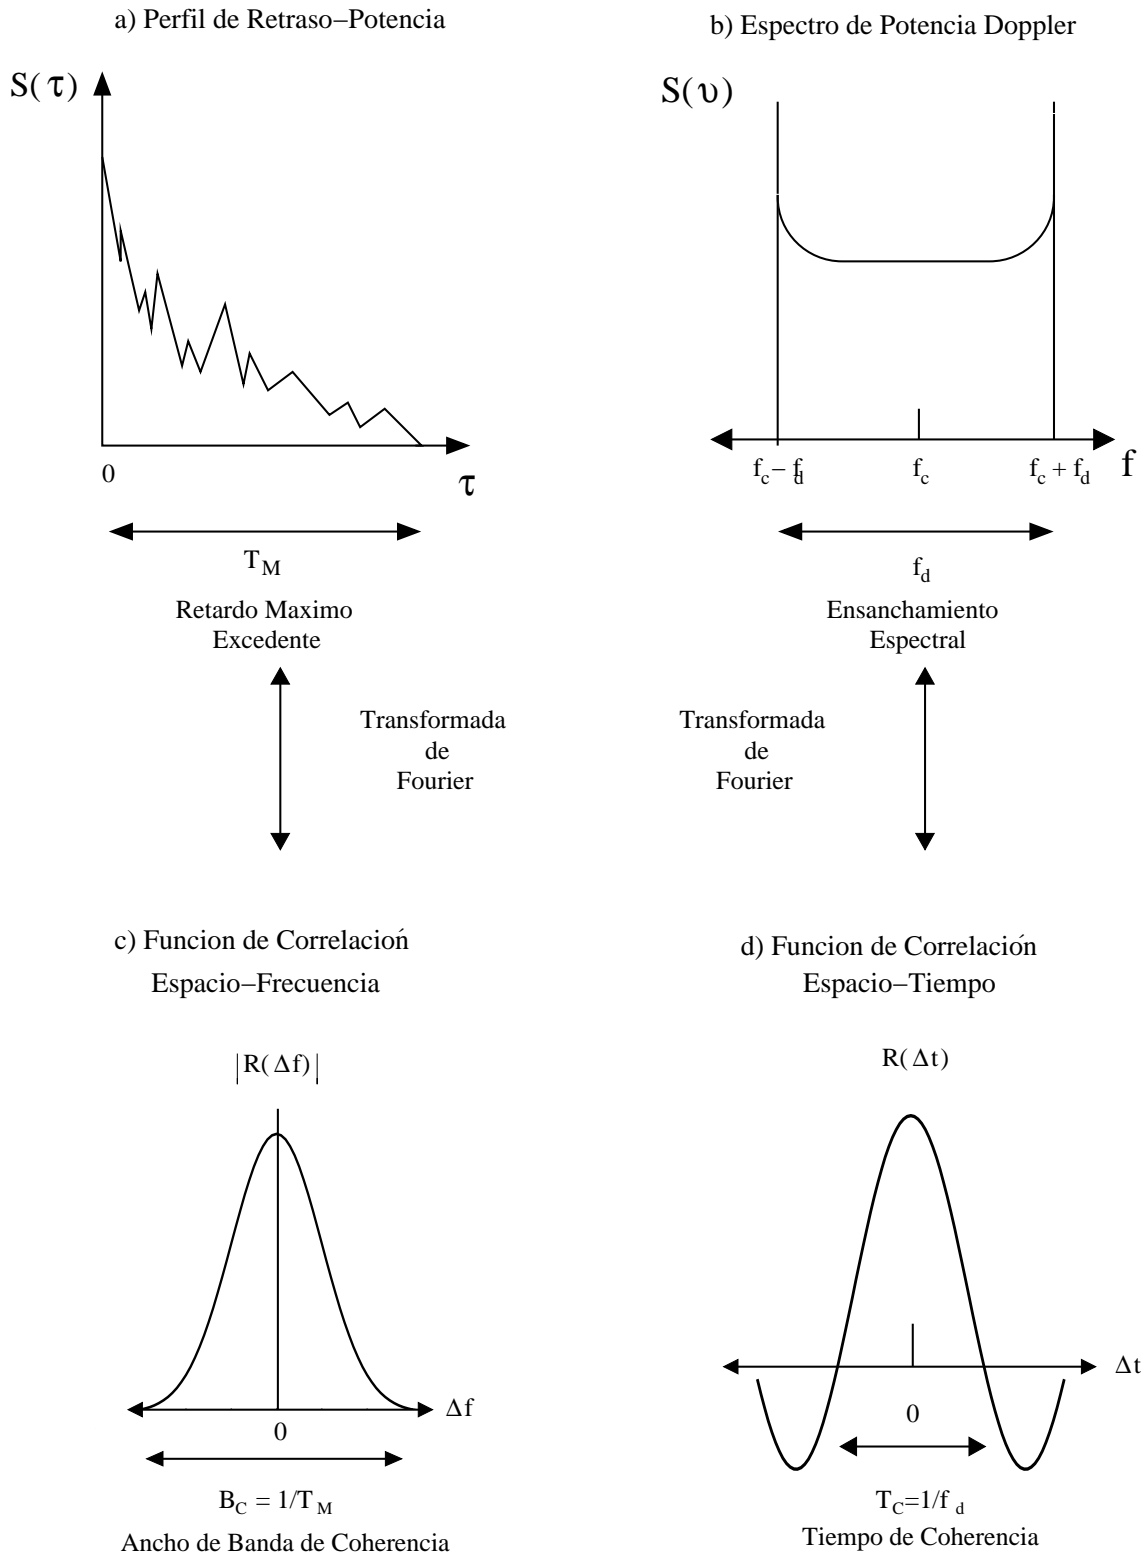 a) Perfil de Retraso−Potencia
b) Espectro de Potencia Doppler
S(τ)
S(υ)
0
τ
f_c − f_d
f_c
f_c + f_d
f
T_M
Retardo Maximo
Excedente
f_d
Ensanchamiento
Espectral
Transformada
de
Fourier
Transformada
de
Fourier
c) Funcion de Correlación
Espacio−Frecuencia
d) Funcion de Correlación
Espacio−Tiempo
|R(Δf)|
R(Δt)
Δf
0
Δt
0
B_C = 1/T_M
Ancho de Banda de Coherencia
T_C=1/f_d
Tiempo de Coherencia